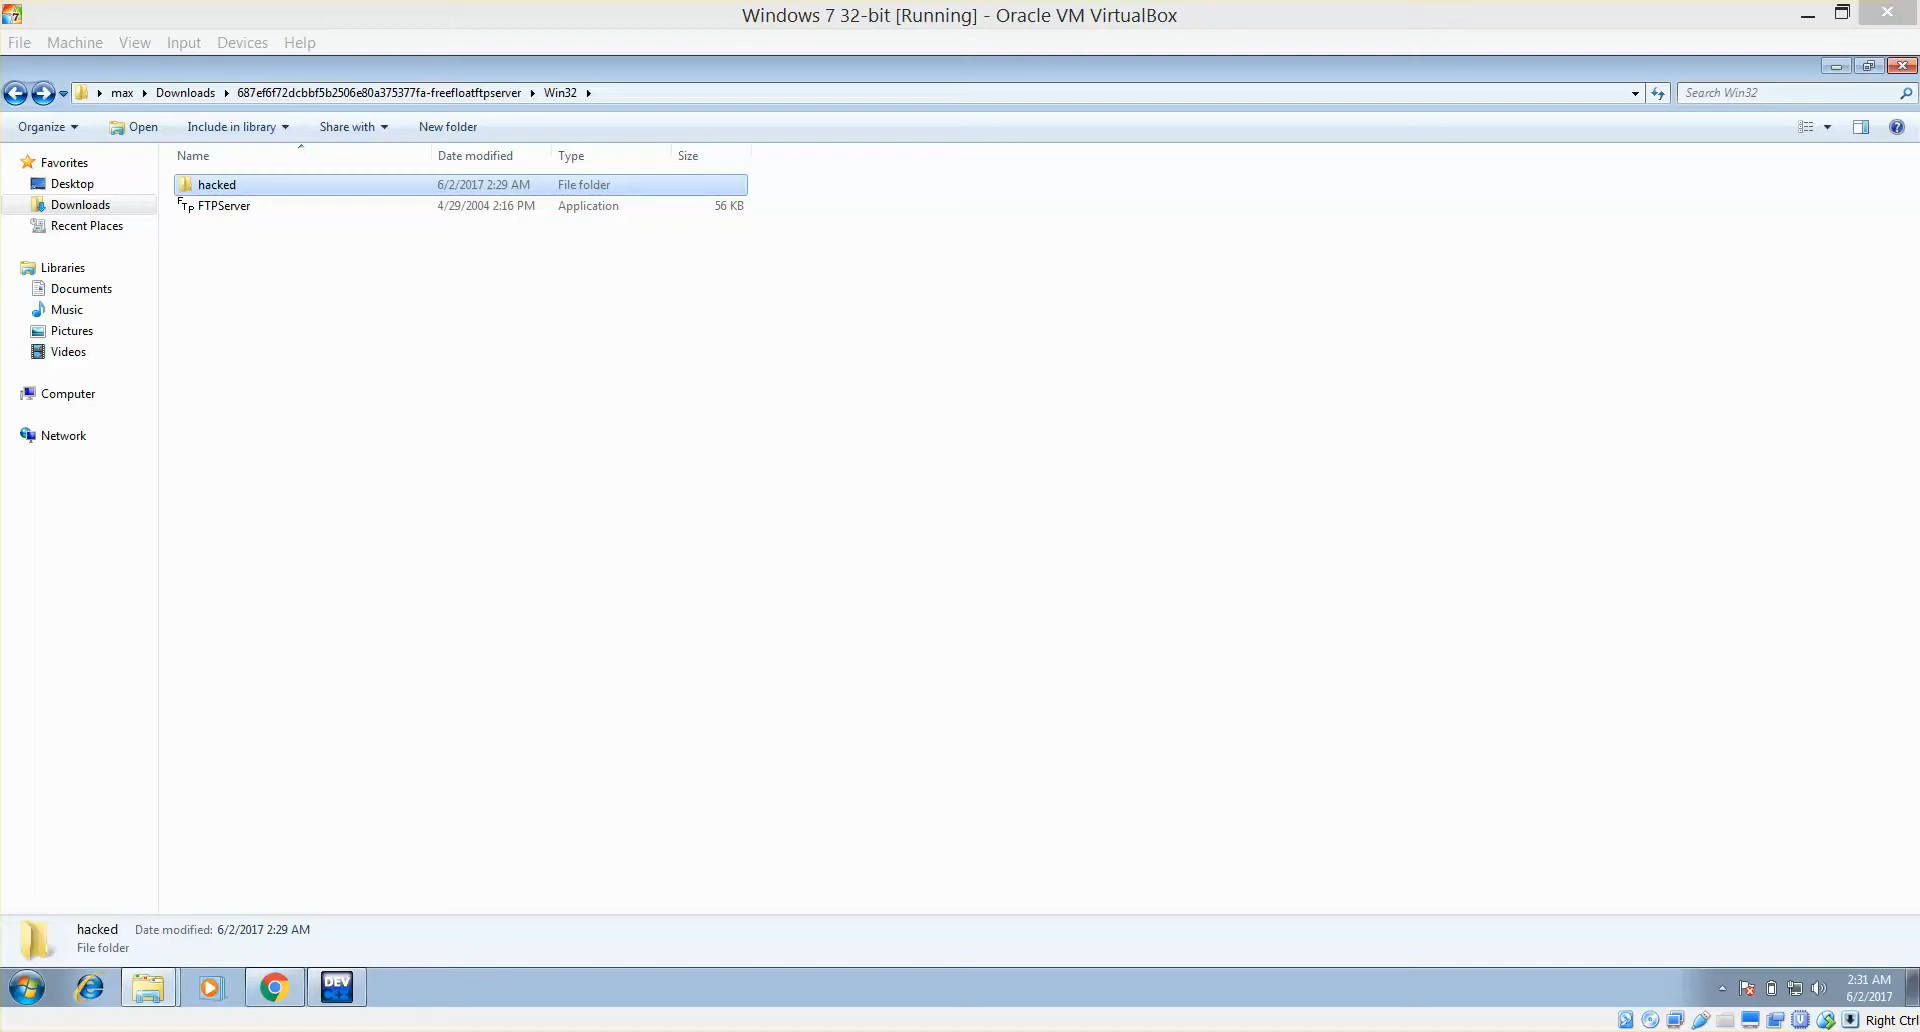 Windows 7 32-bit [Running] - Oracle VM VirtualBox
File Machine View Input Devices Help
max Downloads 687ef6f72dcbbf5b2506e80a375377fa-freefloatftpserver Win32 Search Win32
Organize Open Include in library Share with New folder
Name Date modified Type Size
Favorites
Desktop
Downloads
Recent Places
Libraries
Documents
Music
Pictures
Videos
Computer
Network
hacked 6/2/2017 2:29 AM File folder
FTP FTPServer 4/29/2004 2:16 PM Application 56 KB
hacked Date modified: 6/2/2017 2:29 AM
File folder
DEV
C++
2:31 AM
6/2/2017
Right Ctrl